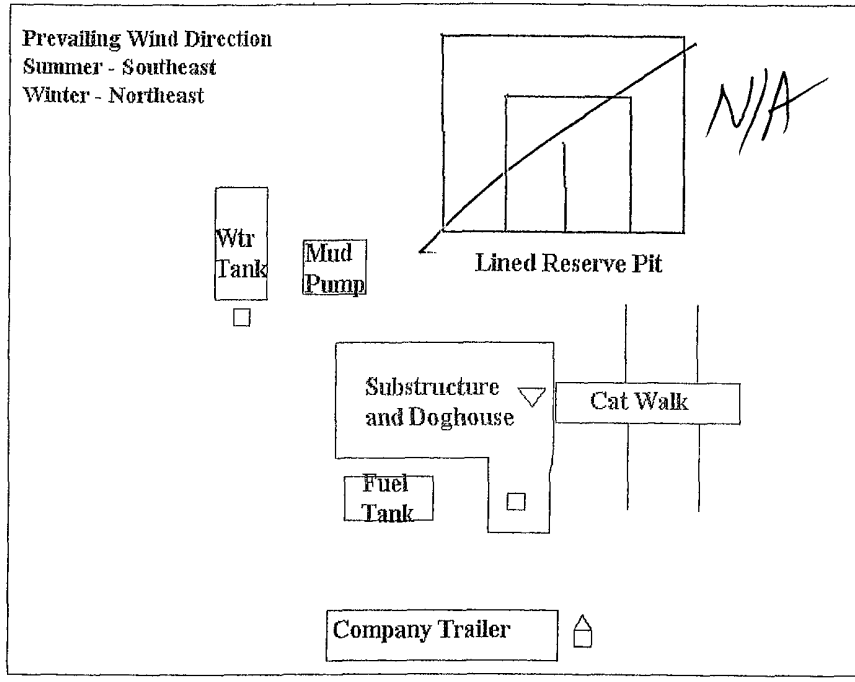 Prevailing Wind Direction
Summer - Southeast
Winter - Northeast
N/A
Wtr
Tank
Mud
Pump
Lined Reserve Pit
Substructure
and Doghouse
Cat Walk
Fuel
Tank
Company Trailer